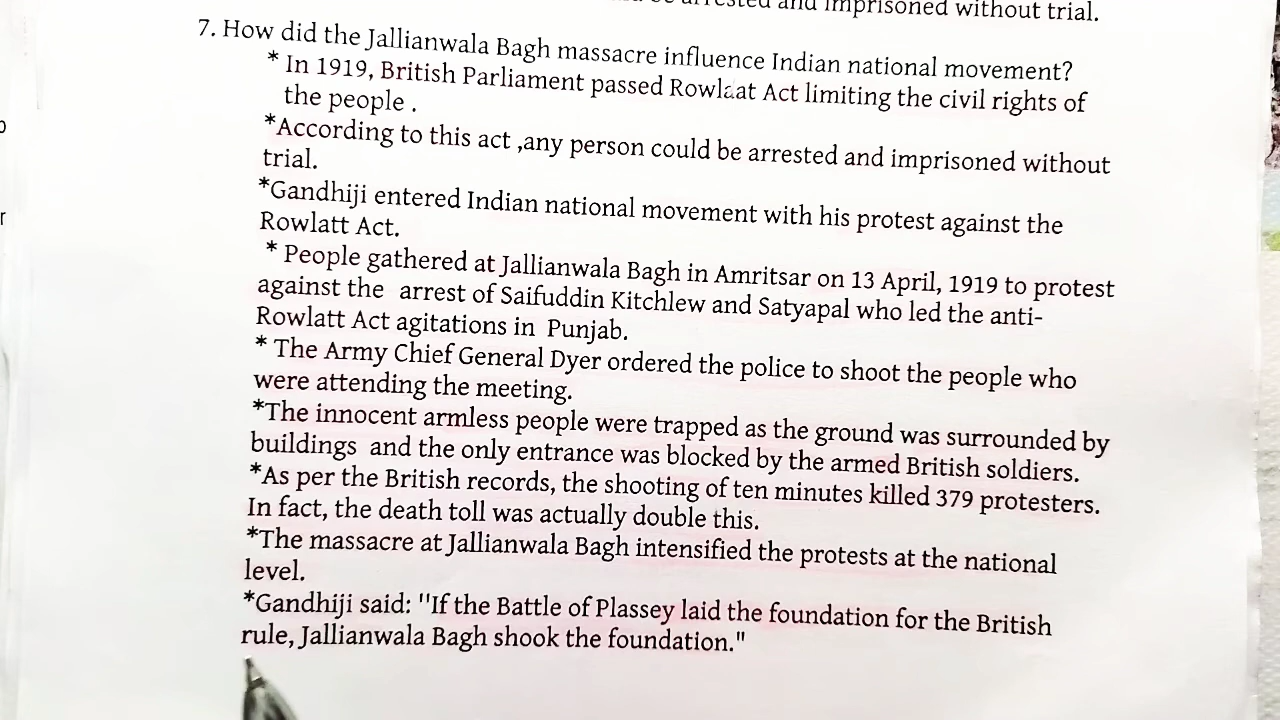 and imprisoned without trial.
7. How did the Jallianwala Bagh massacre influence Indian national movement?
* In 1919, British Parliament passed Rowlaat Act limiting the civil rights of
the people .
*According to this act ,any person could be arrested and imprisoned without
trial.
*Gandhiji entered Indian national movement with his protest against the
Rowlatt Act.
* People gathered at Jallianwala Bagh in Amritsar on 13 April, 1919 to protest
against the  arrest of Saifuddin Kitchlew and Satyapal who led the anti-
Rowlatt Act agitations in  Punjab.
* The Army Chief General Dyer ordered the police to shoot the people who
were attending the meeting.
*The innocent armless people were trapped as the ground was surrounded by
buildings  and the only entrance was blocked by the armed British soldiers.
*As per the British records, the shooting of ten minutes killed 379 protesters.
In fact, the death toll was actually double this.
*The massacre at Jallianwala Bagh intensified the protests at the national
level.
*Gandhiji said: "If the Battle of Plassey laid the foundation for the British
rule, Jallianwala Bagh shook the foundation."